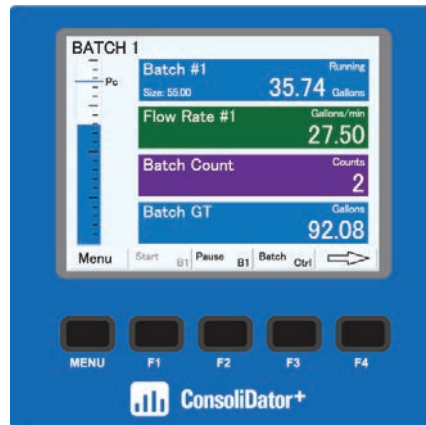 BATCH 1
Pc
Batch #1 Running
Size: 55.00 35.74 Gallons
Flow Rate #1 Gallons/min
27.50
Batch Count Counts
2
Batch GT Gallons
92.08
Menu Start B1 Pause B1 Batch Ctrl
MENU F1 F2 F3 F4
ConsoliDator+